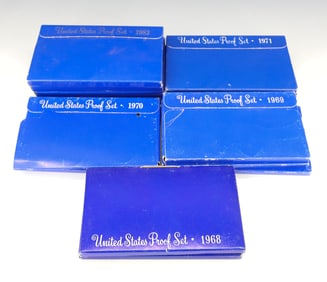 United States Proof Set · 1983
United States Proof Set · 1971
United States Proof Set · 1970
United States Proof Set · 1969
United States Proof Set · 1968